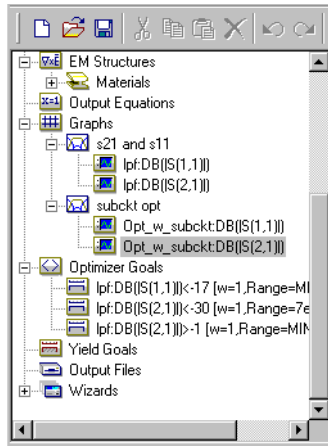 EM Structures
Materials
Output Equations
Graphs
s21 and s11
lpf:DB(|S(1,1)|)
lpf:DB(|S(2,1)|)
subckt opt
Opt_w_subckt:DB(|S(1,1)|)
Opt_w_subckt:DB(|S(2,1)|)
Optimizer Goals
lpf:DB(|S(1,1)|)<-17 [w=1,Range=MI
lpf:DB(|S(2,1)|)<-30 [w=1,Range=7e
lpf:DB(|S(2,1)|)>-1 [w=1,Range=MIN
Yield Goals
Output Files
Wizards